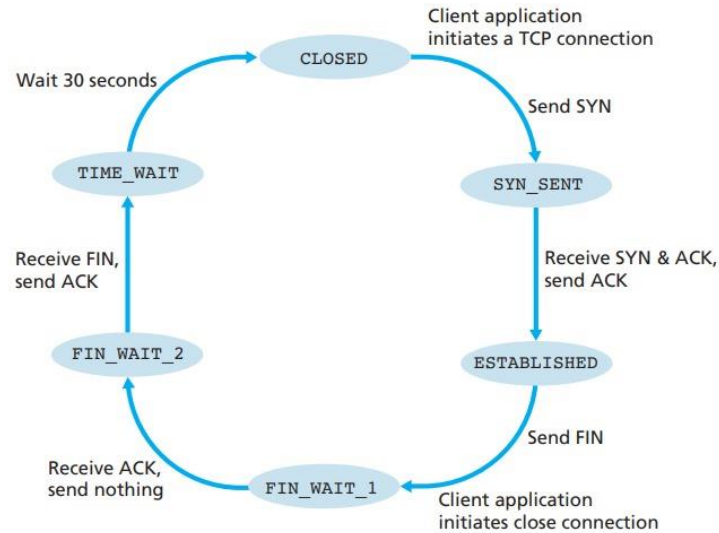 Client application
initiates a TCP connection
CLOSED
Wait 30 seconds
Send SYN
TIME_WAIT
SYN_SENT
Receive FIN,
send ACK
Receive SYN & ACK,
send ACK
FIN_WAIT_2
ESTABLISHED
Send FIN
Receive ACK,
send nothing
FIN_WAIT_1
Client application
initiates close connection